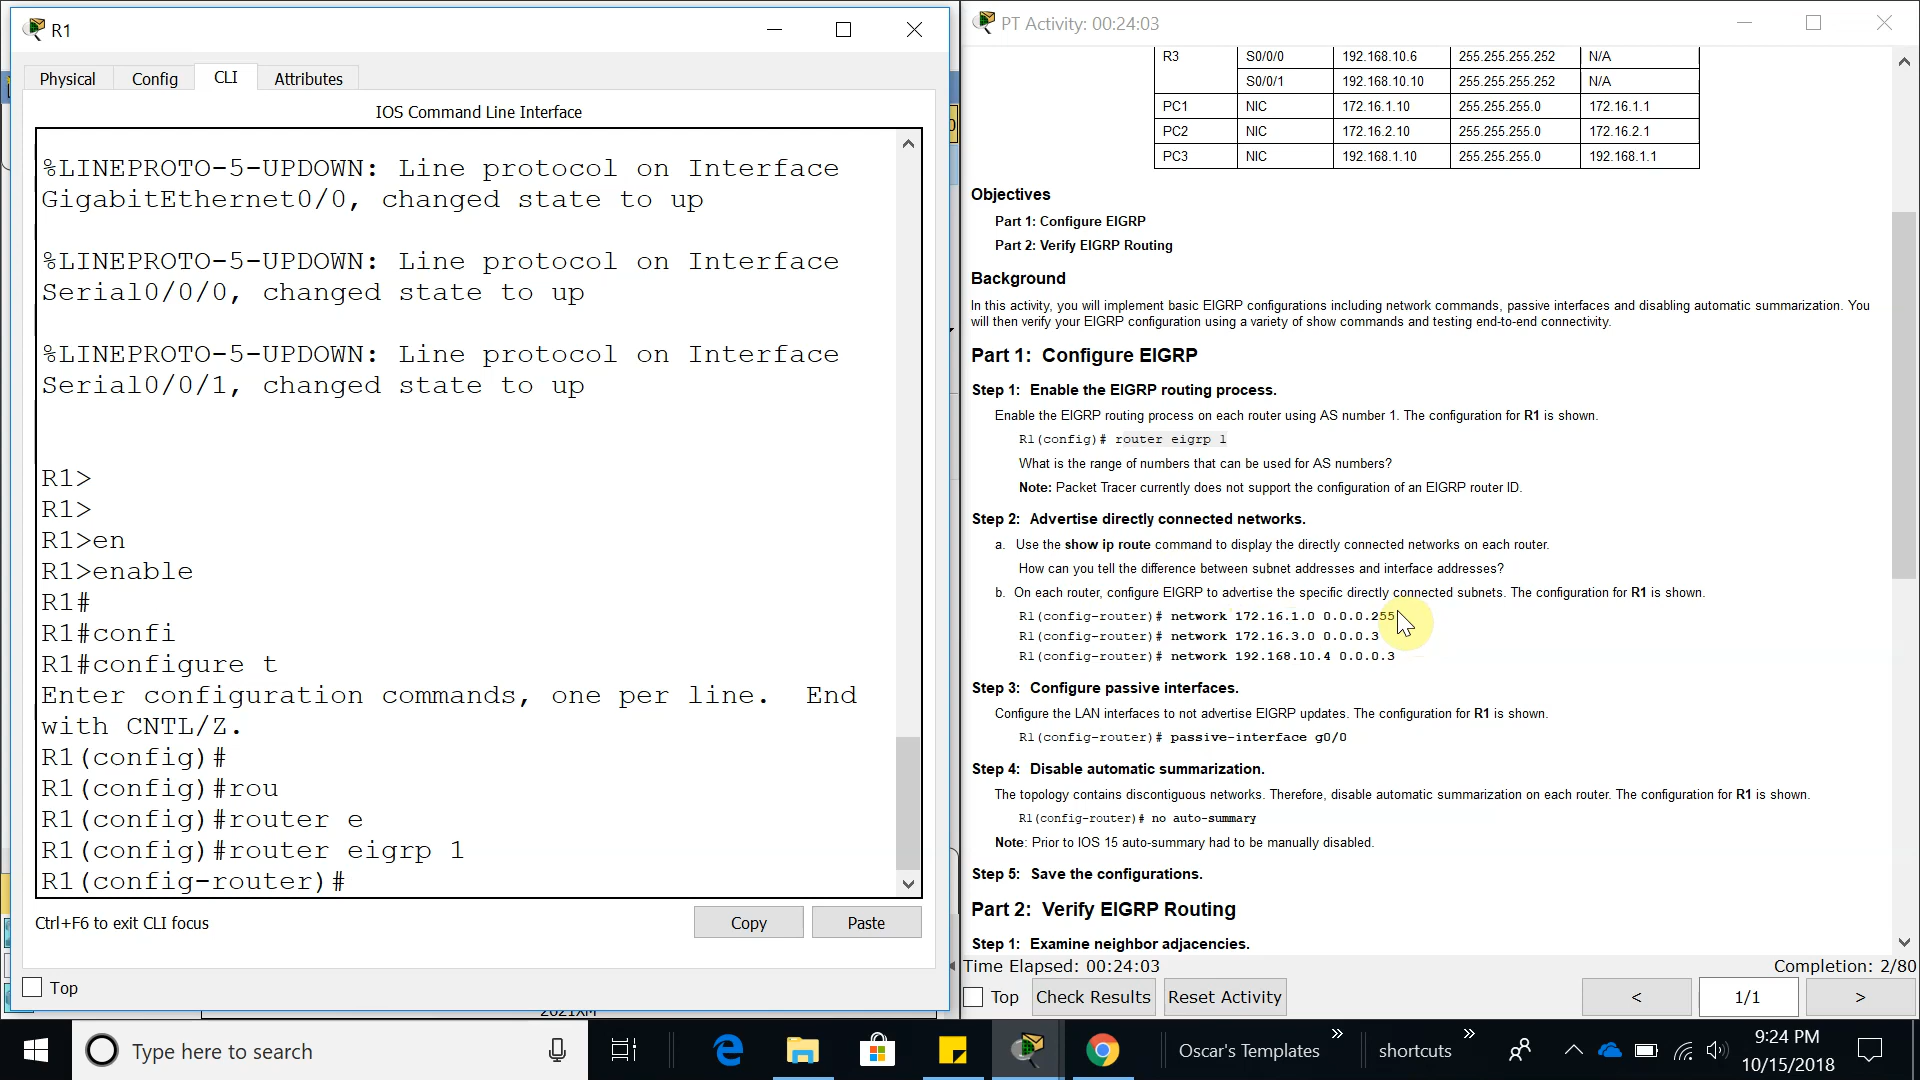 R1
Physical
Config
CLI
Attributes
IOS Command Line Interface
%LINEPROTO-5-UPDOWN: Line protocol on Interface
GigabitEthernet0/0, changed state to up
%LINEPROTO-5-UPDOWN: Line protocol on Interface
Serial0/0/0, changed state to up
%LINEPROTO-5-UPDOWN: Line protocol on Interface
Serial0/0/1, changed state to up
R1>
R1>
R1>en
R1>enable
R1#
R1#confi
R1#configure t
Enter configuration commands, one per line.  End
with CNTL/Z.
R1(config)#
R1(config)#rou
R1(config)#router e
R1(config)#router eigrp 1
R1(config-router)#
Ctrl+F6 to exit CLI focus
Copy
Paste
Top
PT Activity: 00:24:03
R3 S0/0/0 192.168.10.6 255.255.255.252 N/A
S0/0/1 192.168.10.10 255.255.255.252 N/A
PC1 NIC 172.16.1.10 255.255.255.0 172.16.1.1
PC2 NIC 172.16.2.10 255.255.255.0 172.16.2.1
PC3 NIC 192.168.1.10 255.255.255.0 192.168.1.1
Objectives
Part 1: Configure EIGRP
Part 2: Verify EIGRP Routing
Background
In this activity, you will implement basic EIGRP configurations including network commands, passive interfaces and disabling automatic summarization. You
will then verify your EIGRP configuration using a variety of show commands and testing end-to-end connectivity.
Part 1: Configure EIGRP
Step 1: Enable the EIGRP routing process.
Enable the EIGRP routing process on each router using AS number 1. The configuration for R1 is shown.
R1(config)# router eigrp 1
What is the range of numbers that can be used for AS numbers?
Note: Packet Tracer currently does not support the configuration of an EIGRP router ID.
Step 2: Advertise directly connected networks.
a. Use the show ip route command to display the directly connected networks on each router.
How can you tell the difference between subnet addresses and interface addresses?
b. On each router, configure EIGRP to advertise the specific directly connected subnets. The configuration for R1 is shown.
R1(config-router)# network 172.16.1.0 0.0.0.255
R1(config-router)# network 172.16.3.0 0.0.0.3
R1(config-router)# network 192.168.10.4 0.0.0.3
Step 3: Configure passive interfaces.
Configure the LAN interfaces to not advertise EIGRP updates. The configuration for R1 is shown.
R1(config-router)# passive-interface g0/0
Step 4: Disable automatic summarization.
The topology contains discontiguous networks. Therefore, disable automatic summarization on each router. The configuration for R1 is shown.
R1(config-router)# no auto-summary
Note: Prior to IOS 15 auto-summary had to be manually disabled.
Step 5: Save the configurations.
Part 2: Verify EIGRP Routing
Step 1: Examine neighbor adjacencies.
Time Elapsed: 00:24:03
Completion: 2/80
Top
Check Results
Reset Activity
<
1/1
>
Type here to search
Oscar's Templates
»
shortcuts
»
9:24 PM
10/15/2018